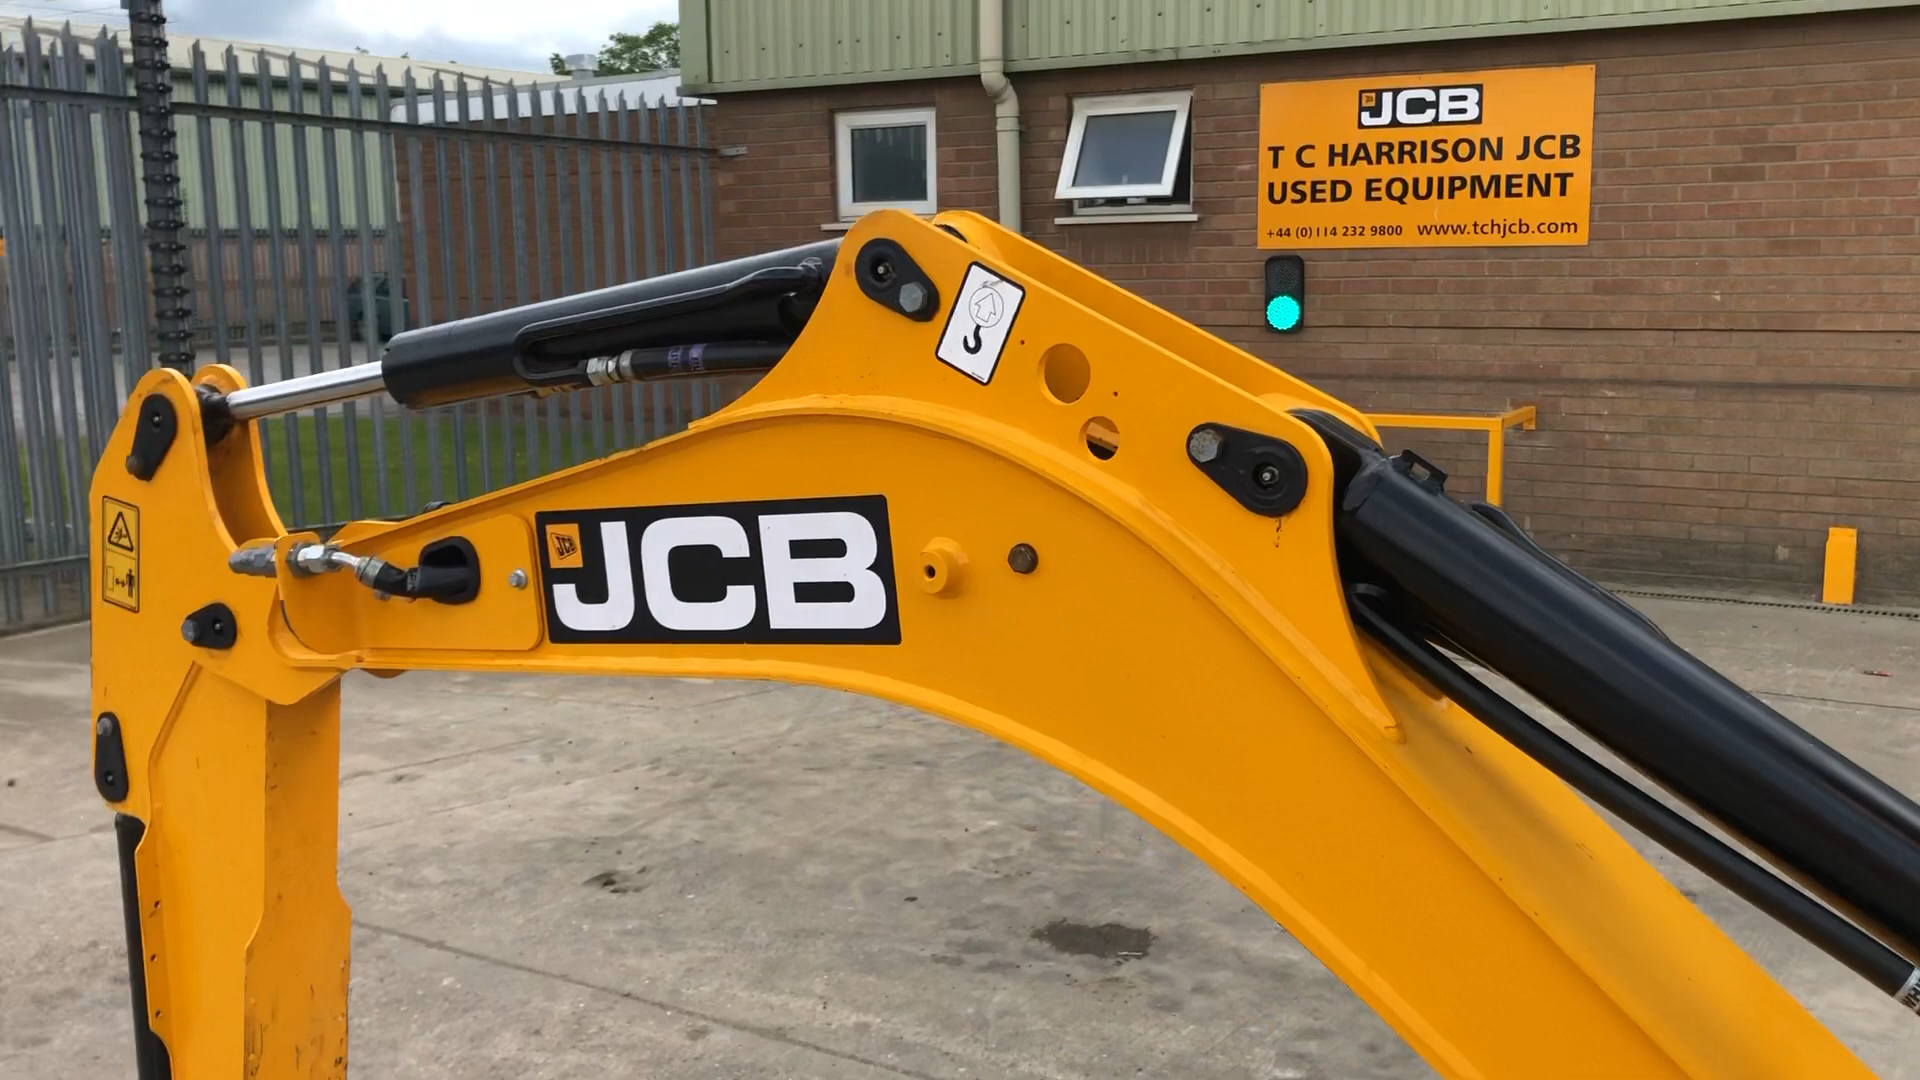 JCB
T C HARRISON JCB
USED EQUIPMENT
+44 (0)114 232 9800 www.tchjcb.com
JCB
JCB